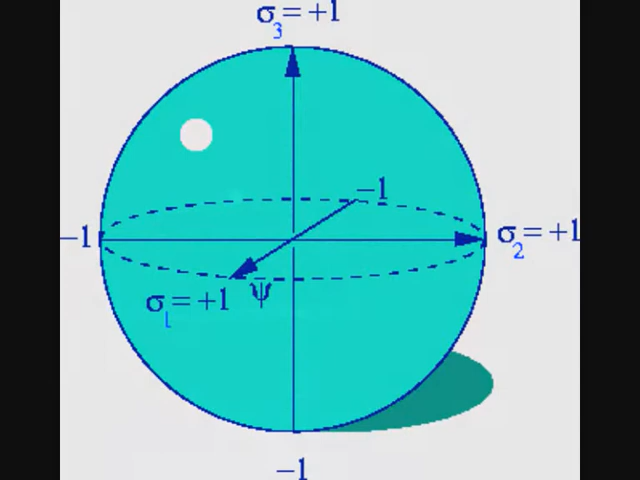 σ₃ = +1
−1
−1
σ₂ = +1
σ₁ = +1 ψ
−1